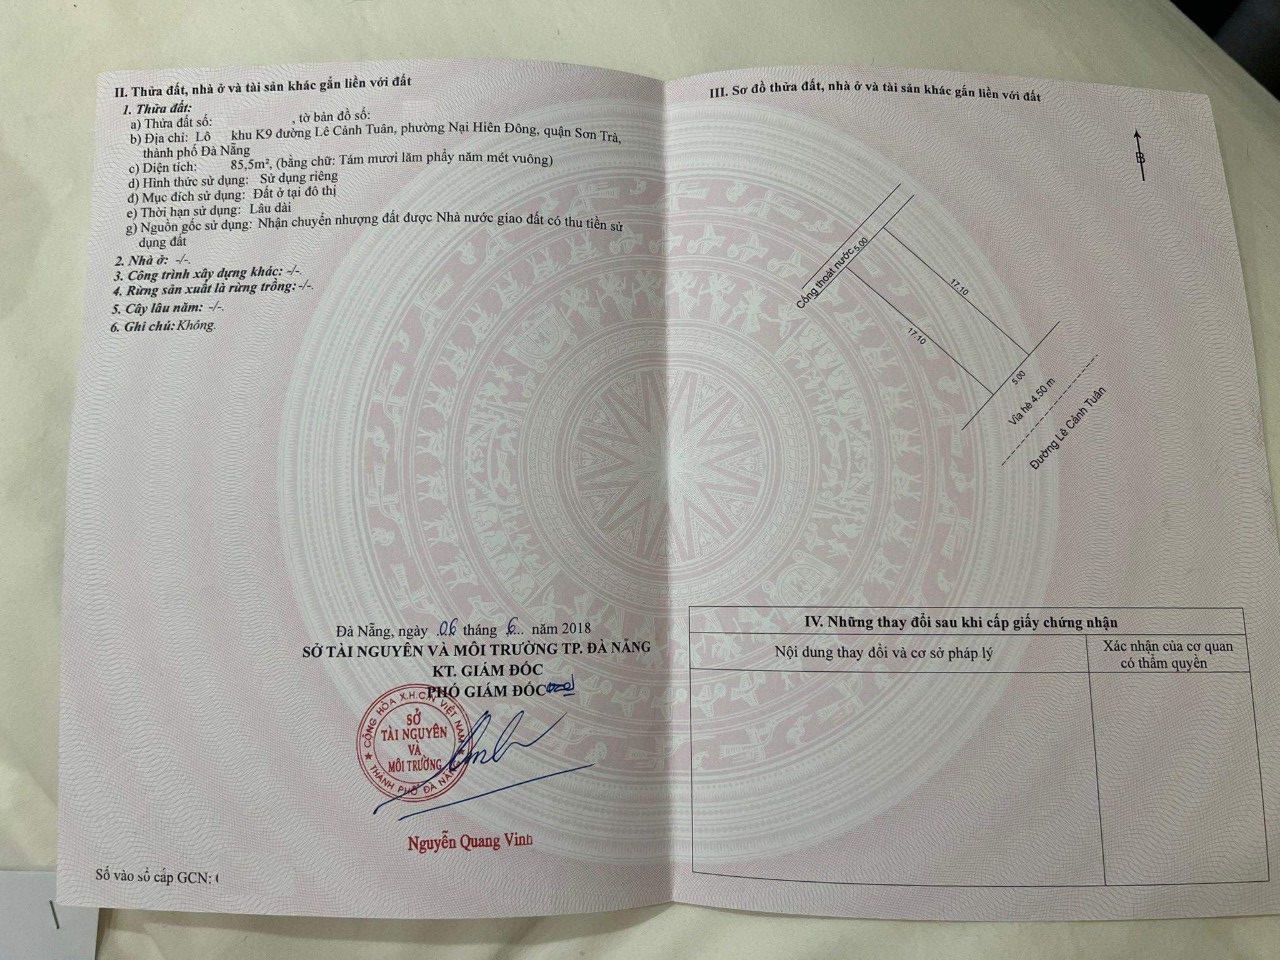 II. Thửa đất, nhà ở và tài sản khác gắn liền với đất
1. Thửa đất:
a) Thửa đất số: , tờ bản đồ số:
b) Địa chỉ: Lô khu K9 đường Lê Cảnh Tuân, phường Nại Hiên Đông, quận Sơn Trà,
thành phố Đà Nẵng
c) Diện tích: 85,5m², (bằng chữ: Tám mươi lăm phẩy năm mét vuông)
d) Hình thức sử dụng: Sử dụng riêng
đ) Mục đích sử dụng: Đất ở tại đô thị
e) Thời hạn sử dụng: Lâu dài
g) Nguồn gốc sử dụng: Nhận chuyển nhượng đất được Nhà nước giao đất có thu tiền sử
dụng đất
2. Nhà ở: -/-.
3. Công trình xây dựng khác: -/-.
4. Rừng sản xuất là rừng trồng: -/-.
5. Cây lâu năm: -/-.
6. Ghi chú: Không.
Đà Nẵng, ngày 06 tháng 6 năm 2018
SỞ TÀI NGUYÊN VÀ MÔI TRƯỜNG TP. ĐÀ NẴNG
KT. GIÁM ĐỐC
PHÓ GIÁM ĐỐC
CỘNG HÒA X.H.C.N VIỆT NAM
SỞ
TÀI NGUYÊN
VÀ
MÔI TRƯỜNG
THÀNH PHỐ ĐÀ NẴNG
Nguyễn Quang Vinh
Số vào sổ cấp GCN:
III. Sơ đồ thửa đất, nhà ở và tài sản khác gắn liền với đất
B
Cống thoát nước
5.00
17.10
17.10
5.00
Vỉa hè 4.50 m
Đường Lê Cảnh Tuân
IV. Những thay đổi sau khi cấp giấy chứng nhận
Nội dung thay đổi và cơ sở pháp lý
Xác nhận của cơ quan
có thẩm quyền